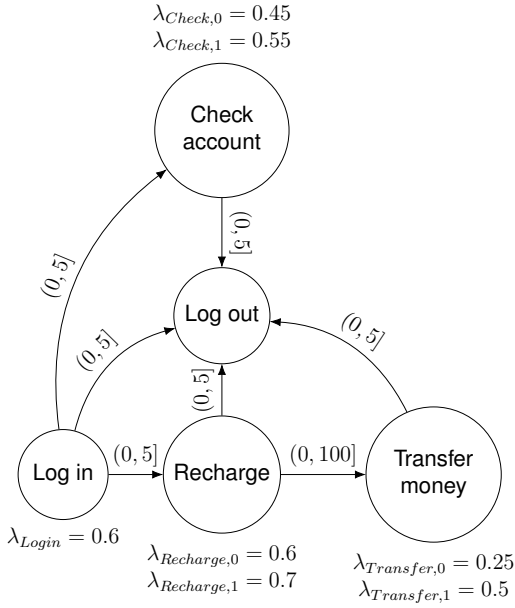 λ_{Check,0} = 0.45
λ_{Check,1} = 0.55
Check
account
(0, 5]
(0, 5]
(0, 5]
Log out
(0, 5]
(0, 5]
Log in
(0, 5]
Recharge
(0, 100]
Transfer
money
λ_{Login} = 0.6
λ_{Recharge,0} = 0.6
λ_{Recharge,1} = 0.7
λ_{Transfer,0} = 0.25
λ_{Transfer,1} = 0.5